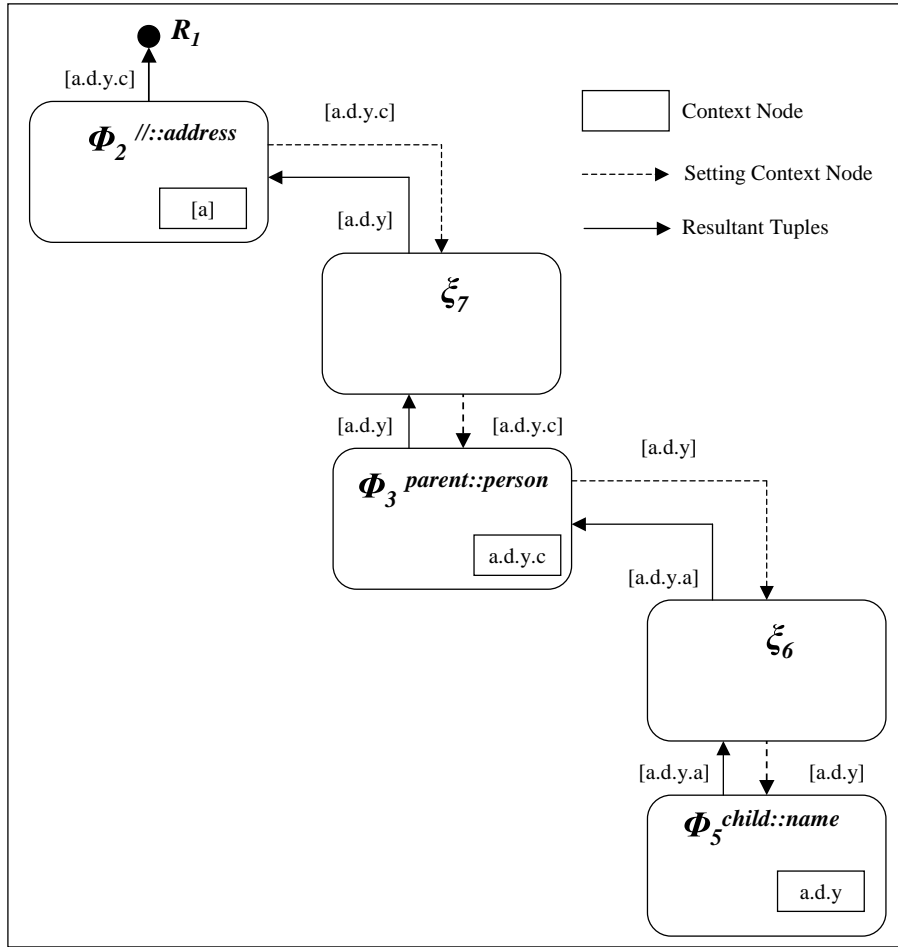 R1
[a.d.y.c]
Φ2 //::address
[a]
[a.d.y.c]
Context Node
Setting Context Node
Resultant Tuples
[a.d.y]
ξ7
[a.d.y]
[a.d.y.c]
Φ3 parent::person
a.d.y.c
[a.d.y]
[a.d.y.a]
ξ6
[a.d.y.a]
[a.d.y]
Φ5 child::name
a.d.y